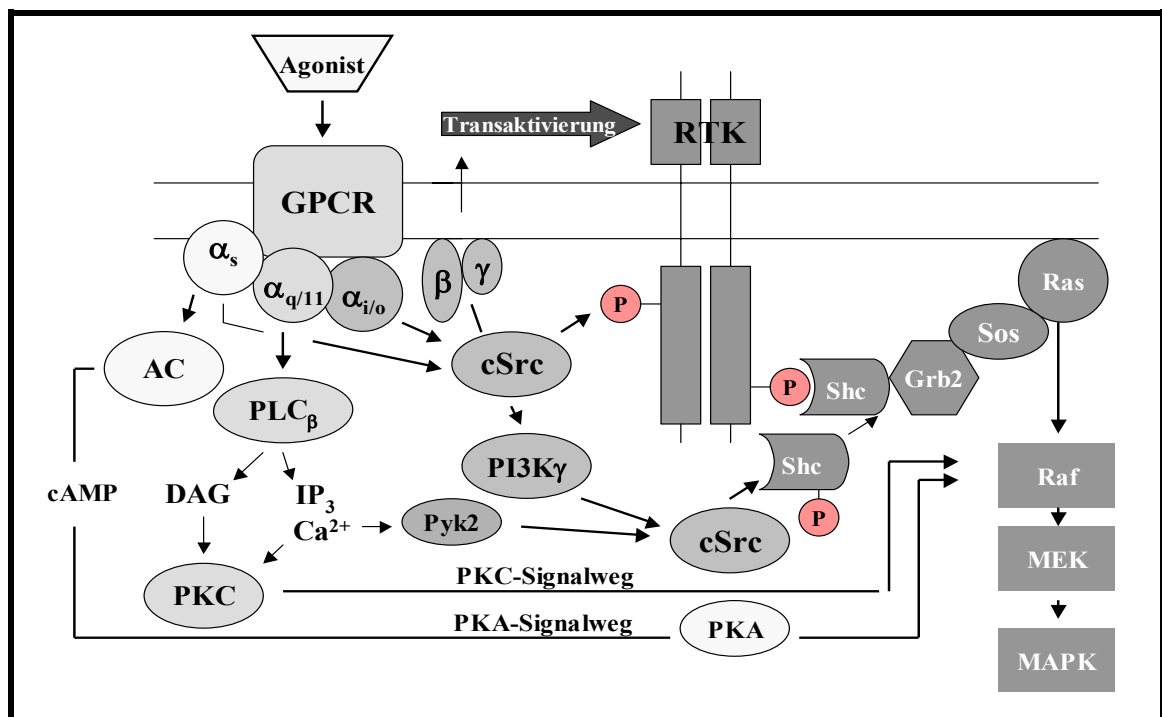 Agonist
Transaktivierung
RTK
GPCR
αs
αq/11
αi/o
β
γ
Ras
P
Sos
AC
cSrc
P
Shc
Grb2
PLCβ
PI3Kγ
Shc
Raf
cAMP
DAG
IP3
Ca2+
Pyk2
P
cSrc
MEK
PKC
PKC-Signalweg
PKA-Signalweg
PKA
MAPK